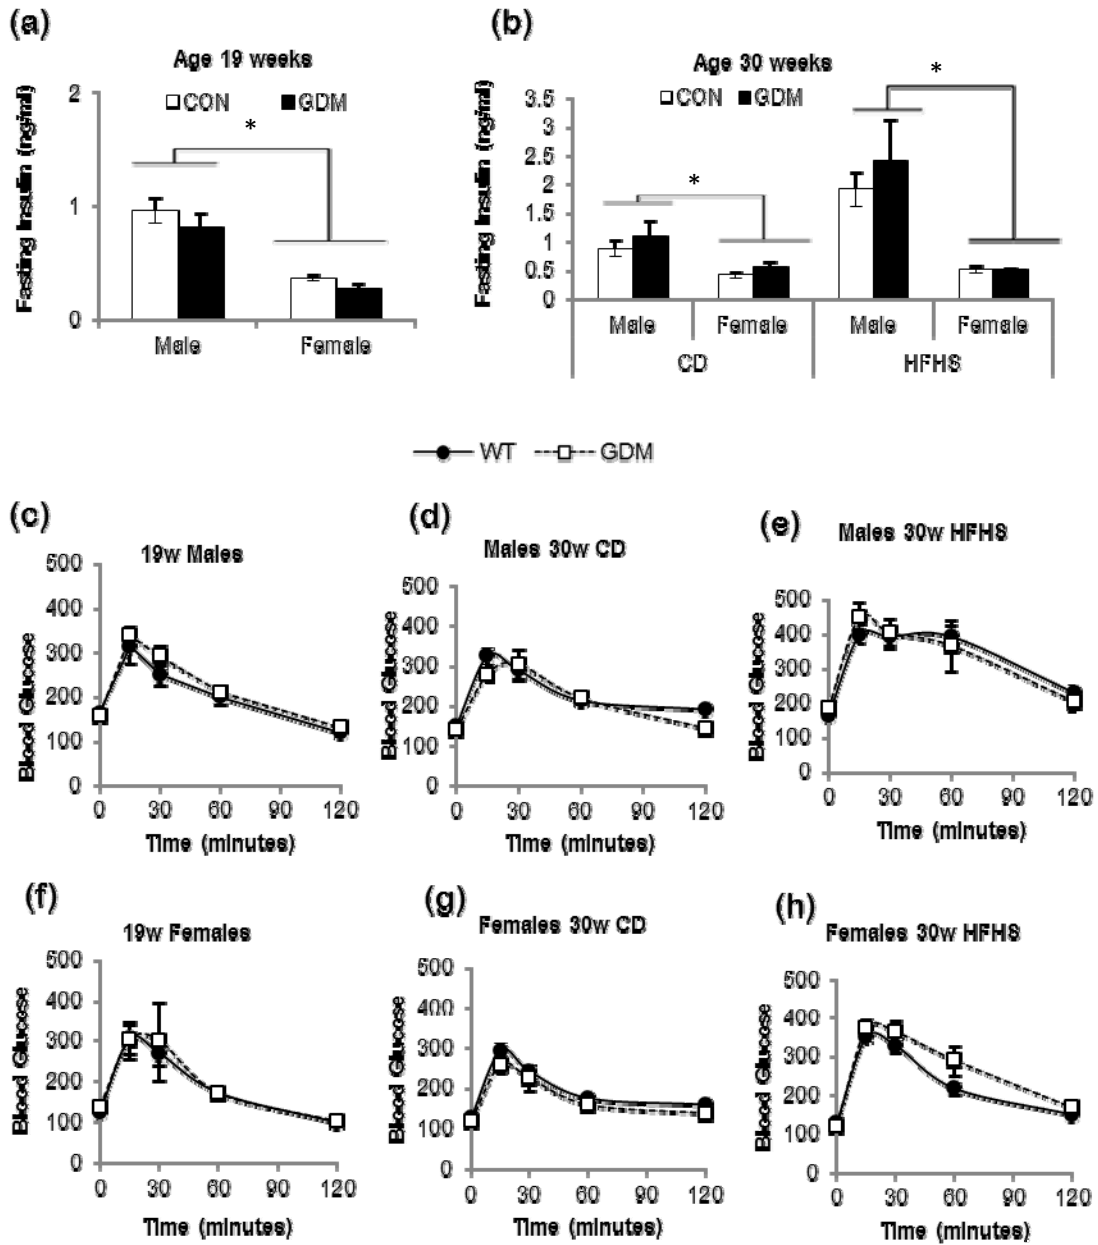 (a)
Age 19 weeks
CON GDM
Fasting Insulin (ng/ml)
2
1
0
*
Male Female
(b)
Age 30 weeks
CON GDM
Fasting Insulin (ng/ml)
3.5
3
2.5
2
1.5
1
0.5
0
*
*
Male Female Male Female
CD HFHS
WT GDM
(c)
19w Males
Blood Glucose
500
400
300
200
100
0
0 30 60 90 120
Time (minutes)
(d)
Males 30w CD
Blood Glucose
500
400
300
200
100
0
0 30 60 90 120
Time (minutes)
(e)
Males 30w HFHS
Blood Glucose
500
400
300
200
100
0
0 30 60 90 120
Time (minutes)
(f)
19w Females
Blood Glucose
500
400
300
200
100
0
0 30 60 90 120
Time (minutes)
(g)
Females 30w CD
Blood Glucose
500
400
300
200
100
0
0 30 60 90 120
Time (minutes)
(h)
Females 30w HFHS
Blood Glucose
500
400
300
200
100
0
0 30 60 90 120
Time (minutes)